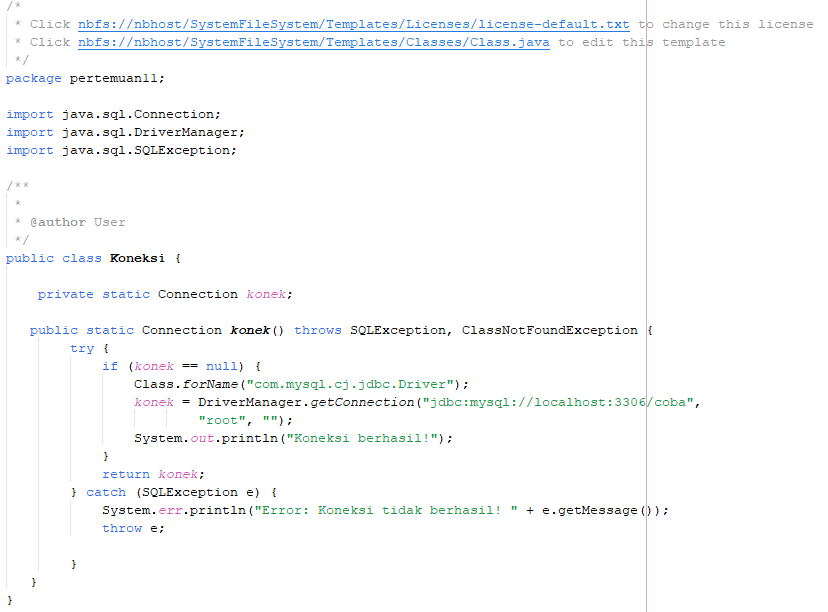 /*
 * Click nbfs://nbhost/SystemFileSystem/Templates/Licenses/license-default.txt to change this license
 * Click nbfs://nbhost/SystemFileSystem/Templates/Classes/Class.java to edit this template
 */
package pertemuan11;

import java.sql.Connection;
import java.sql.DriverManager;
import java.sql.SQLException;

/**
 *
 * @author User
 */
public class Koneksi {

    private static Connection konek;

   public static Connection konek() throws SQLException, ClassNotFoundException {
        try {
            if (konek == null) {
                Class.forName("com.mysql.cj.jdbc.Driver");
                konek = DriverManager.getConnection("jdbc:mysql://localhost:3306/coba",
                        "root", "");
                System.out.println("Koneksi berhasil!");
            }
            return konek;
        } catch (SQLException e) {
            System.err.println("Error: Koneksi tidak berhasil! " + e.getMessage());
            throw e;

        }
   }
}